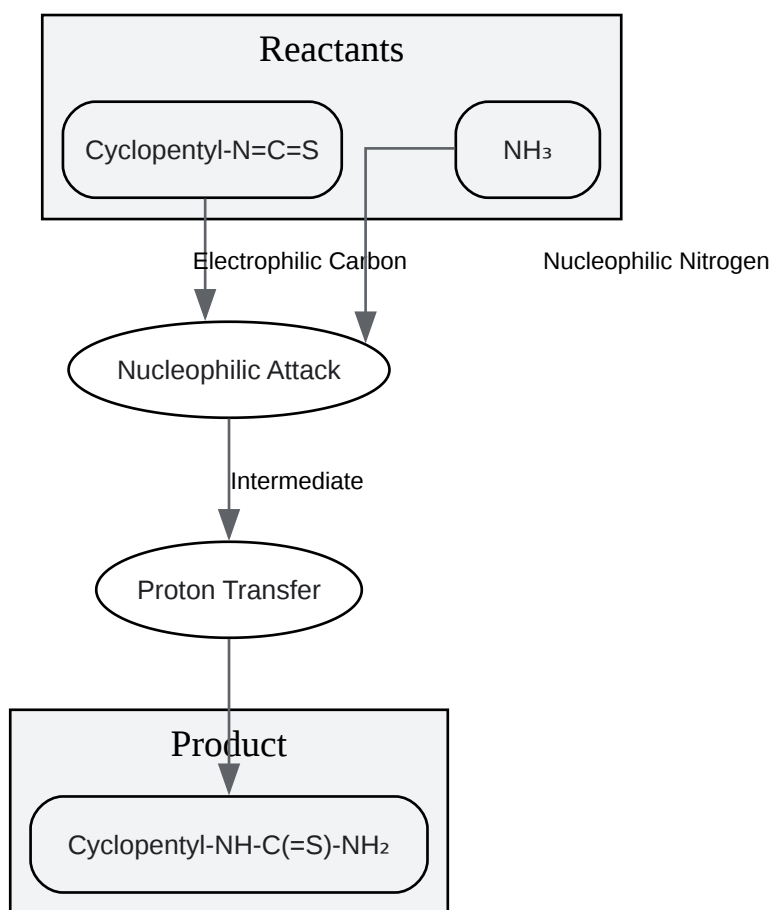 Reactants
Cyclopentyl-N=C=S
NH₃
Electrophilic Carbon
Nucleophilic Nitrogen
Nucleophilic Attack
Intermediate
Proton Transfer
Product
Cyclopentyl-NH-C(=S)-NH₂